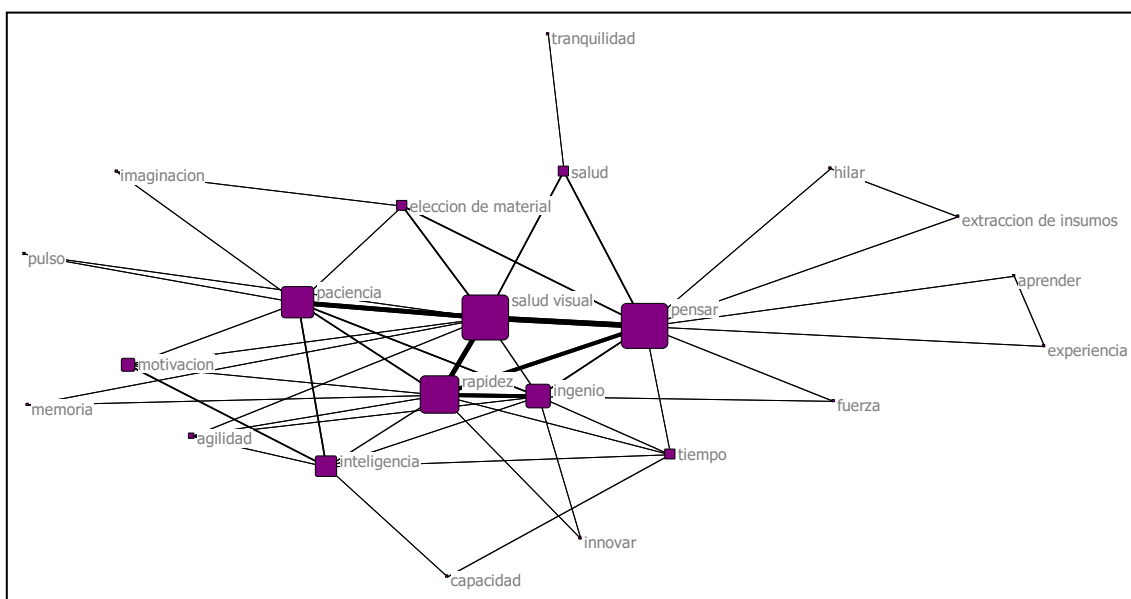 tranquilidad
imaginacion
salud
hilar
eleccion de material
extraccion de insumos
pulso
aprender
paciencia
salud visual
pensar
experiencia
motivacion
rapidez
ingenio
memoria
fuerza
agilidad
inteligencia
tiempo
innovar
capacidad